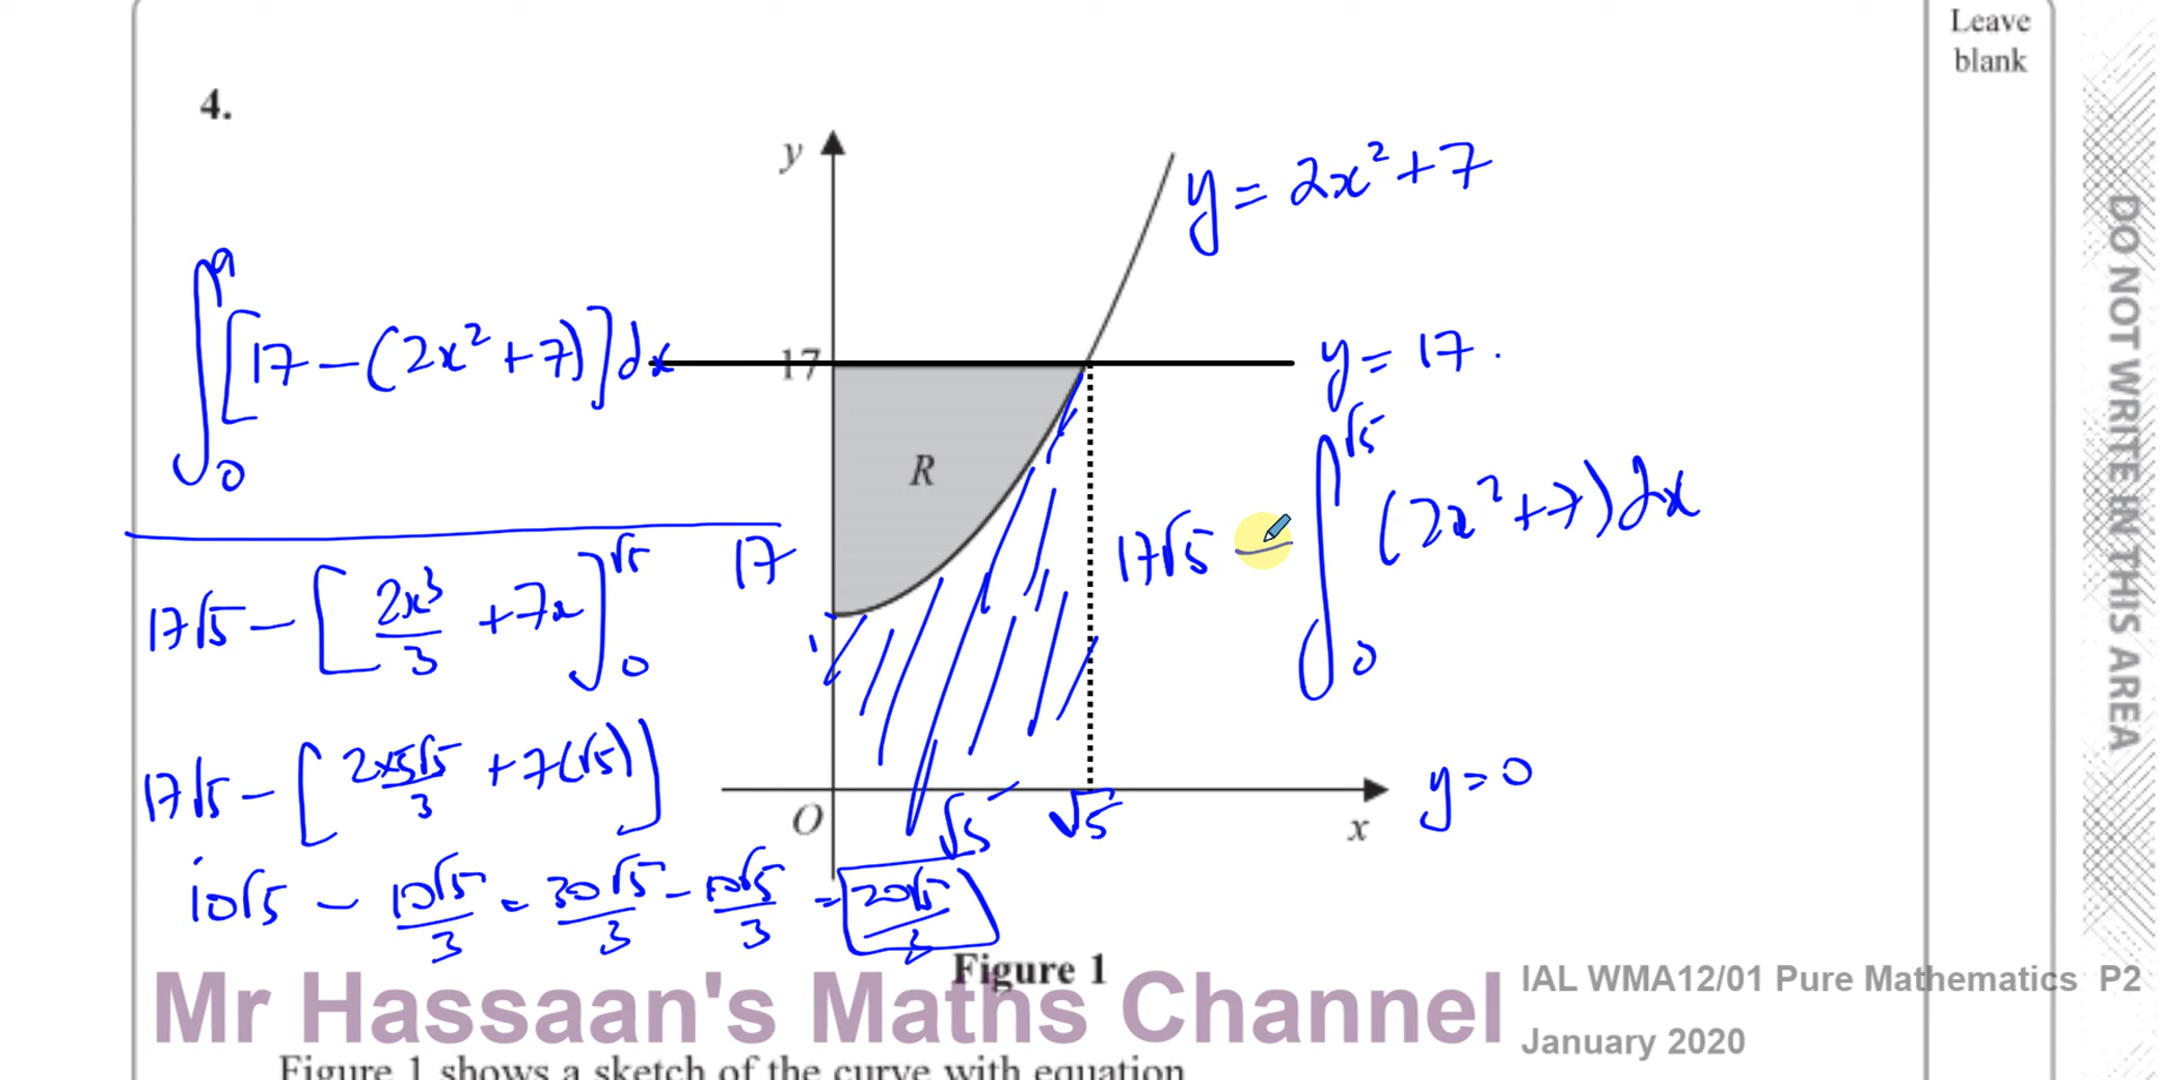 Leave
blank
4.
y
y = 2x² + 7
∫₀ᵃ [17 − (2x² + 7)] dx
17
y = 17.
R
17√5 − ∫₀^√5 (2x² + 7) dx
17
17√5 − [2x³/3 + 7x]₀^√5
17√5 − [2×5√5/3 + 7(√5)]
y = 0
O
√5
√5
x
10√5 − 10√5/3 = 30√5/3 − 10√5/3 = 20√5/3
Figure 1
Mr Hassaan's Maths Channel
IAL WMA12/01 Pure Mathematics P2
January 2020
Figure 1 shows a sketch of the curve with equation
DO NOT WRITE IN THIS AREA